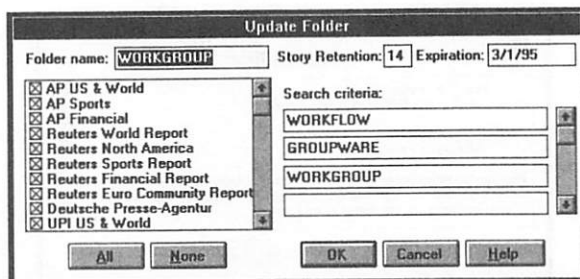 Update Folder
Folder name: WORKGROUP Story Retention: 14 Expiration: 3/1/95
AP US & World
AP Sports
AP Financial
Reuters World Report
Reuters North America
Reuters Sports Report
Reuters Financial Report
Reuters Euro Community Report
Deutsche Presse-Agentur
UPI US & World
Search criteria:
WORKFLOW
GROUPWARE
WORKGROUP
All None OK Cancel Help